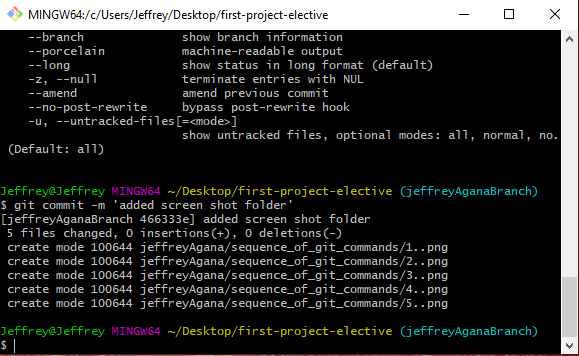 MINGW64:/c/Users/Jeffrey/Desktop/first-project-elective
--branch show branch information
--porcelain machine-readable output
--long show status in long format (default)
-z, --null terminate entries with NUL
--amend amend previous commit
--no-post-rewrite bypass post-rewrite hook
-u, --untracked-files[=<mode>]
show untracked files, optional modes: all, normal, no.
(Default: all)
Jeffrey@Jeffrey MINGW64 ~/Desktop/first-project-elective (jeffreyAganaBranch)
$ git commit -m 'added screen shot folder'
[jeffreyAganaBranch 466333e] added screen shot folder
5 files changed, 0 insertions(+), 0 deletions(-)
create mode 100644 jeffreyAgana/sequence_of_git_commands/1..png
create mode 100644 jeffreyAgana/sequence_of_git_commands/2..png
create mode 100644 jeffreyAgana/sequence_of_git_commands/3..png
create mode 100644 jeffreyAgana/sequence_of_git_commands/4..png
create mode 100644 jeffreyAgana/sequence_of_git_commands/5..png
Jeffrey@Jeffrey MINGW64 ~/Desktop/first-project-elective (jeffreyAganaBranch)
$